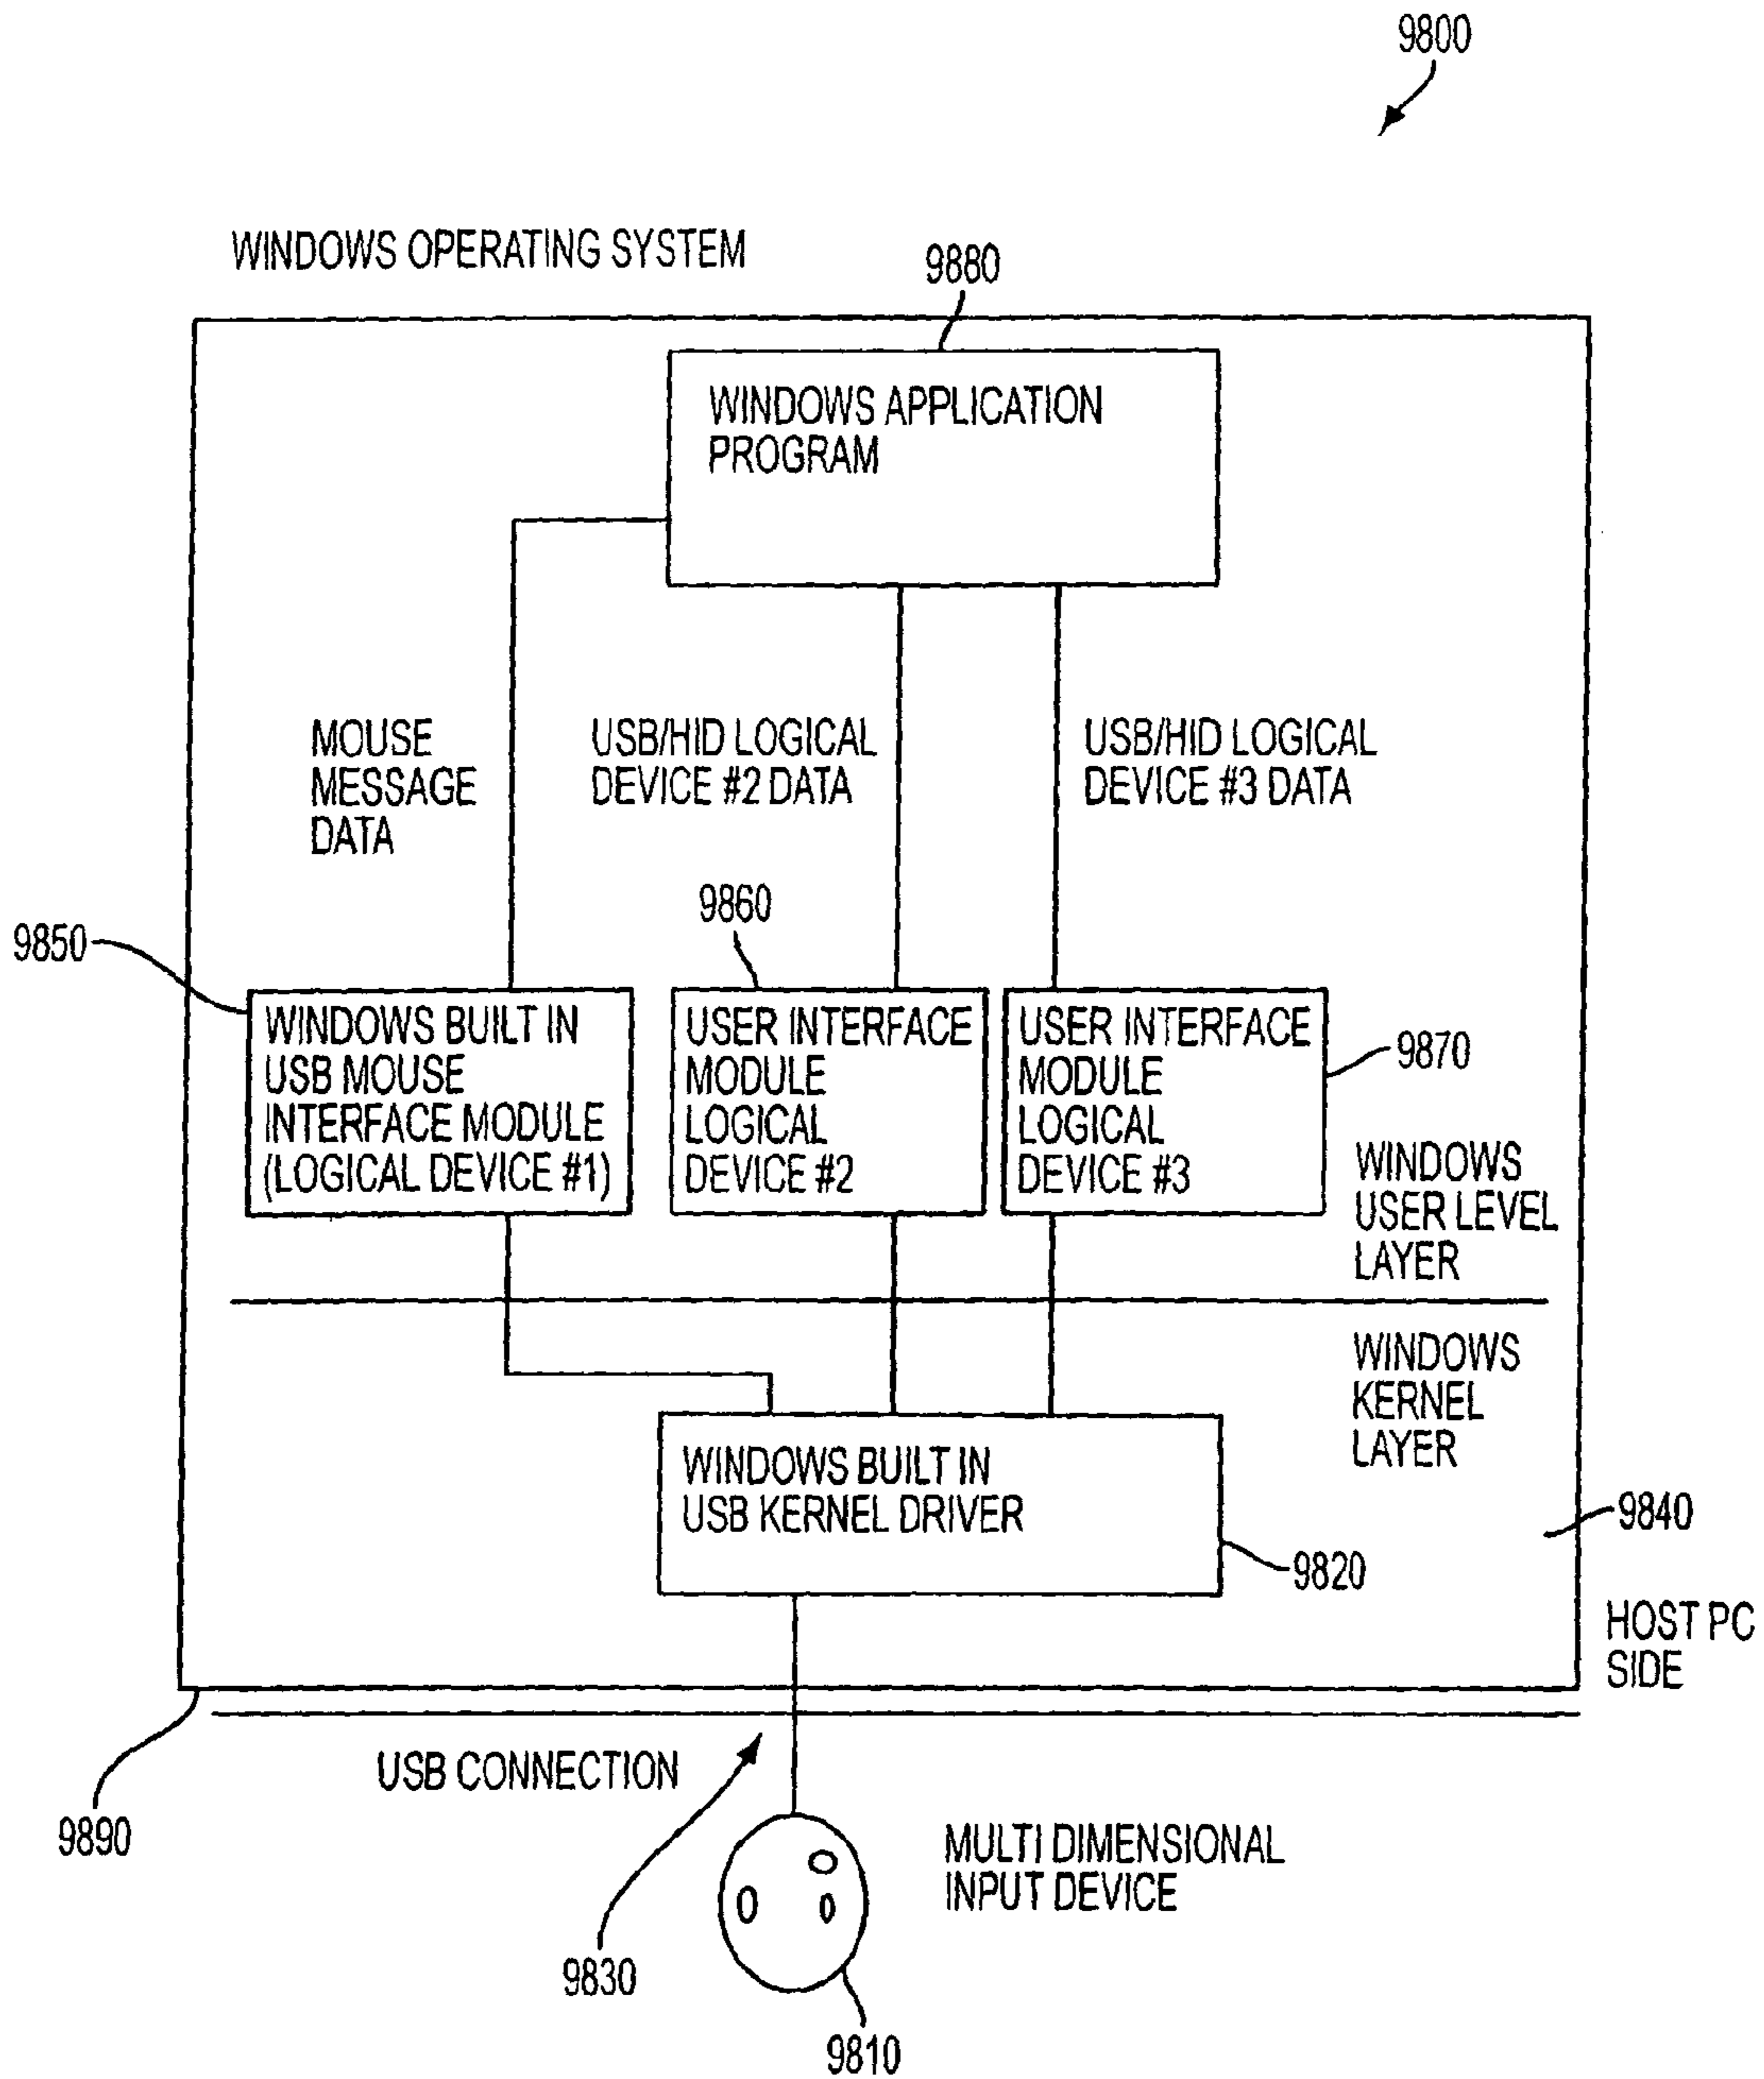 9800
WINDOWS OPERATING SYSTEM
9880
WINDOWS APPLICATION
PROGRAM
MOUSE
MESSAGE
DATA
USB/HID LOGICAL
DEVICE #2 DATA
USB/HID LOGICAL
DEVICE #3 DATA
9850
9860
WINDOWS BUILT IN
USB MOUSE
INTERFACE MODULE
(LOGICAL DEVICE #1)
USER INTERFACE
MODULE
LOGICAL
DEVICE #2
USER INTERFACE
MODULE
LOGICAL
DEVICE #3
9870
WINDOWS
USER LEVEL
LAYER
WINDOWS
KERNEL
LAYER
WINDOWS BUILT IN
USB KERNEL DRIVER
9840
9820
HOST PC
SIDE
USB CONNECTION
9890
MULTI DIMENSIONAL
INPUT DEVICE
9830
9810